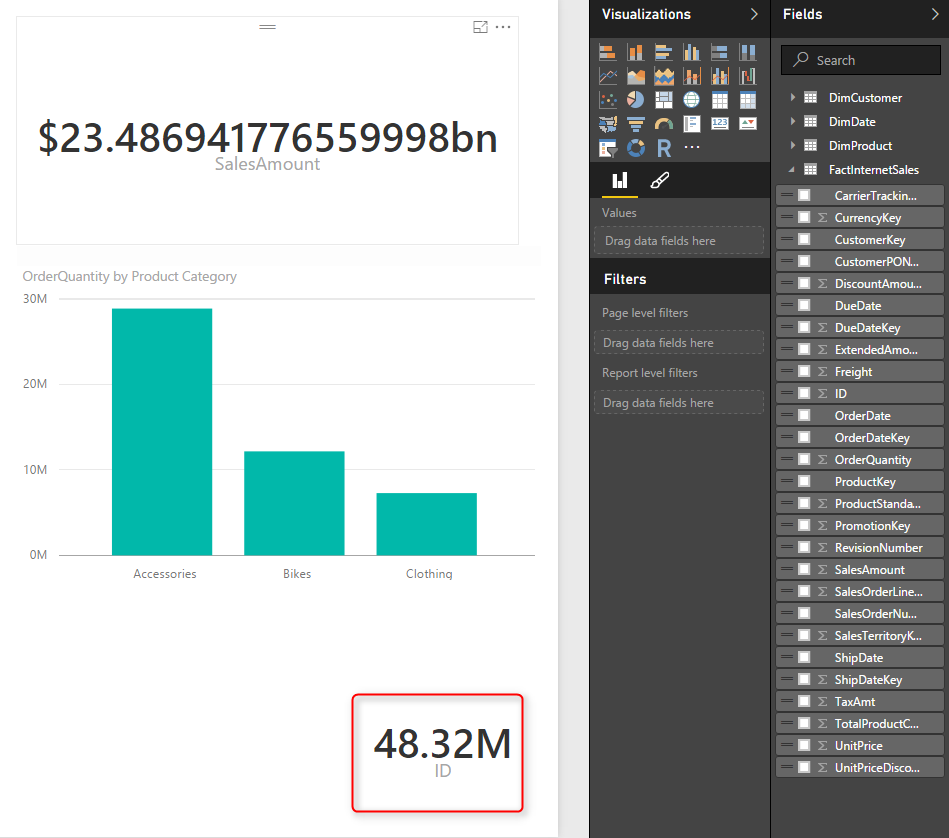 $23.486941776559998bn
SalesAmount
OrderQuantity by Product Category
30M
20M
10M
0M
Accessories Bikes Clothing
48.32M
ID
Visualizations
123
R
Values
Drag data fields here
Filters
Page level filters
Drag data fields here
Report level filters
Drag data fields here
Fields
Search
DimCustomer
DimDate
DimProduct
FactInternetSales
CarrierTrackin...
Σ CurrencyKey
CustomerKey
CustomerPON...
Σ DiscountAmou...
DueDate
Σ DueDateKey
Σ ExtendedAmo...
Σ Freight
Σ ID
OrderDate
OrderDateKey
Σ OrderQuantity
ProductKey
Σ ProductStanda...
Σ PromotionKey
Σ RevisionNumber
Σ SalesAmount
Σ SalesOrderLine...
SalesOrderNu...
Σ SalesTerritoryK...
ShipDate
Σ ShipDateKey
Σ TaxAmt
Σ TotalProductC...
Σ UnitPrice
Σ UnitPriceDisco...